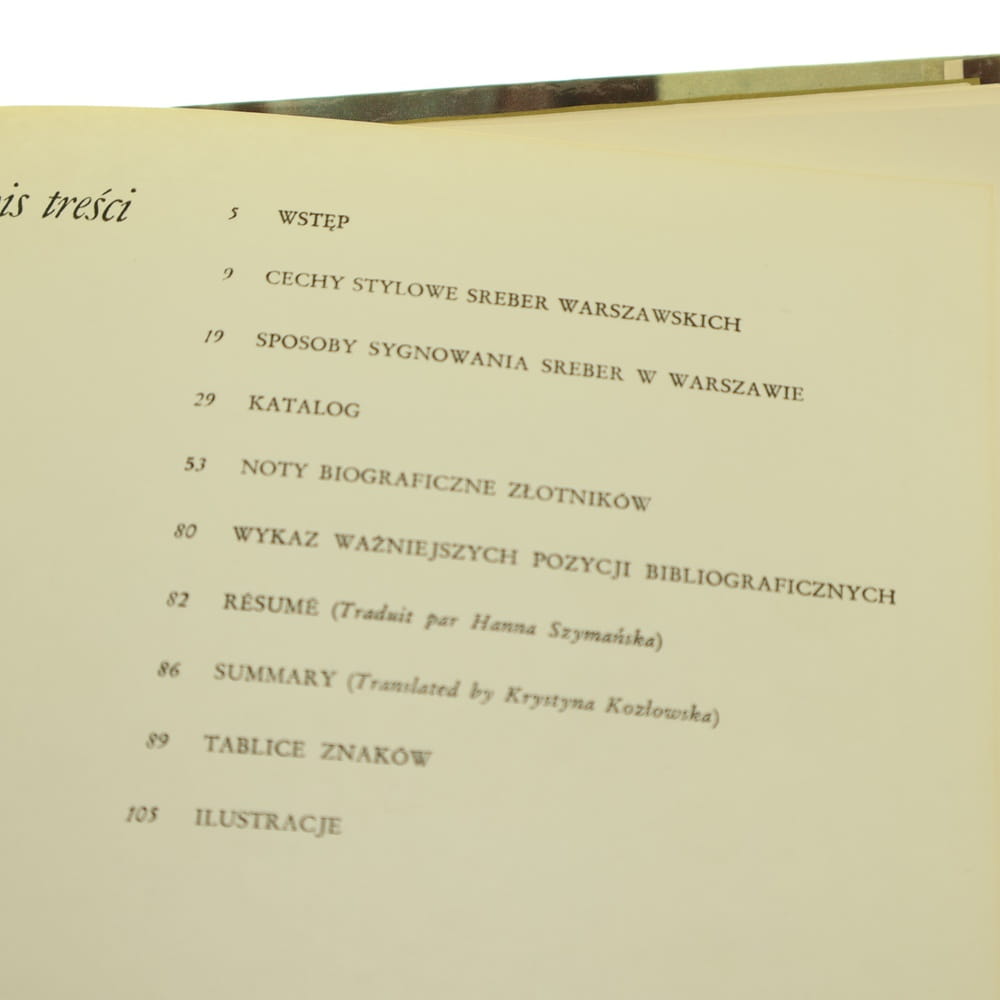 is treści
5 WSTĘP
9 CECHY STYLOWE SREBER WARSZAWSKICH
19 SPOSOBY SYGNOWANIA SREBER W WARSZAWIE
29 KATALOG
53 NOTY BIOGRAFICZNE ZŁOTNIKÓW
80 WYKAZ WAŻNIEJSZYCH POZYCJI BIBLIOGRAFICZNYCH
82 RÉSUMÉ (Traduit par Hanna Szymańska)
86 SUMMARY (Translated by Krystyna Kozłowska)
89 TABLICE ZNAKÓW
105 ILUSTRACJE